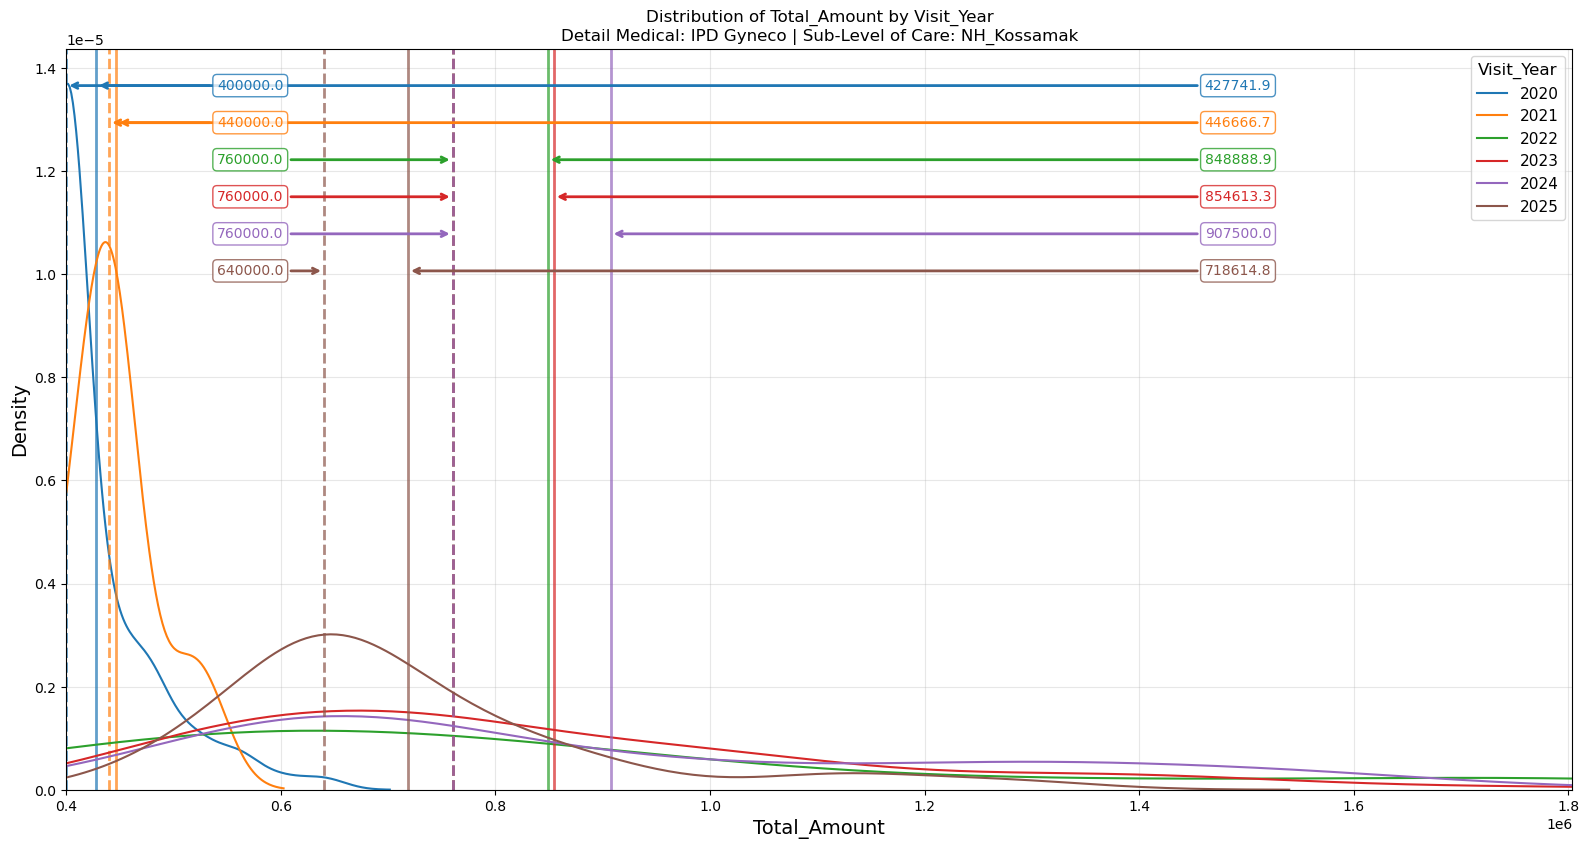 Distribution of Total_Amount by Visit_Year
Detail Medical: IPD Gyneco | Sub-Level of Care: NH_Kossamak
1e−5
1.4
1.2
1.0
0.8
0.6
0.4
0.2
0.0
Density
400000.0 427741.9
440000.0 446666.7
760000.0 848888.9
760000.0 854613.3
760000.0 907500.0
640000.0 718614.8
Visit_Year
2020
2021
2022
2023
2024
2025
0.4 0.6 0.8 1.0 1.2 1.4 1.6 1.8
1e6
Total_Amount